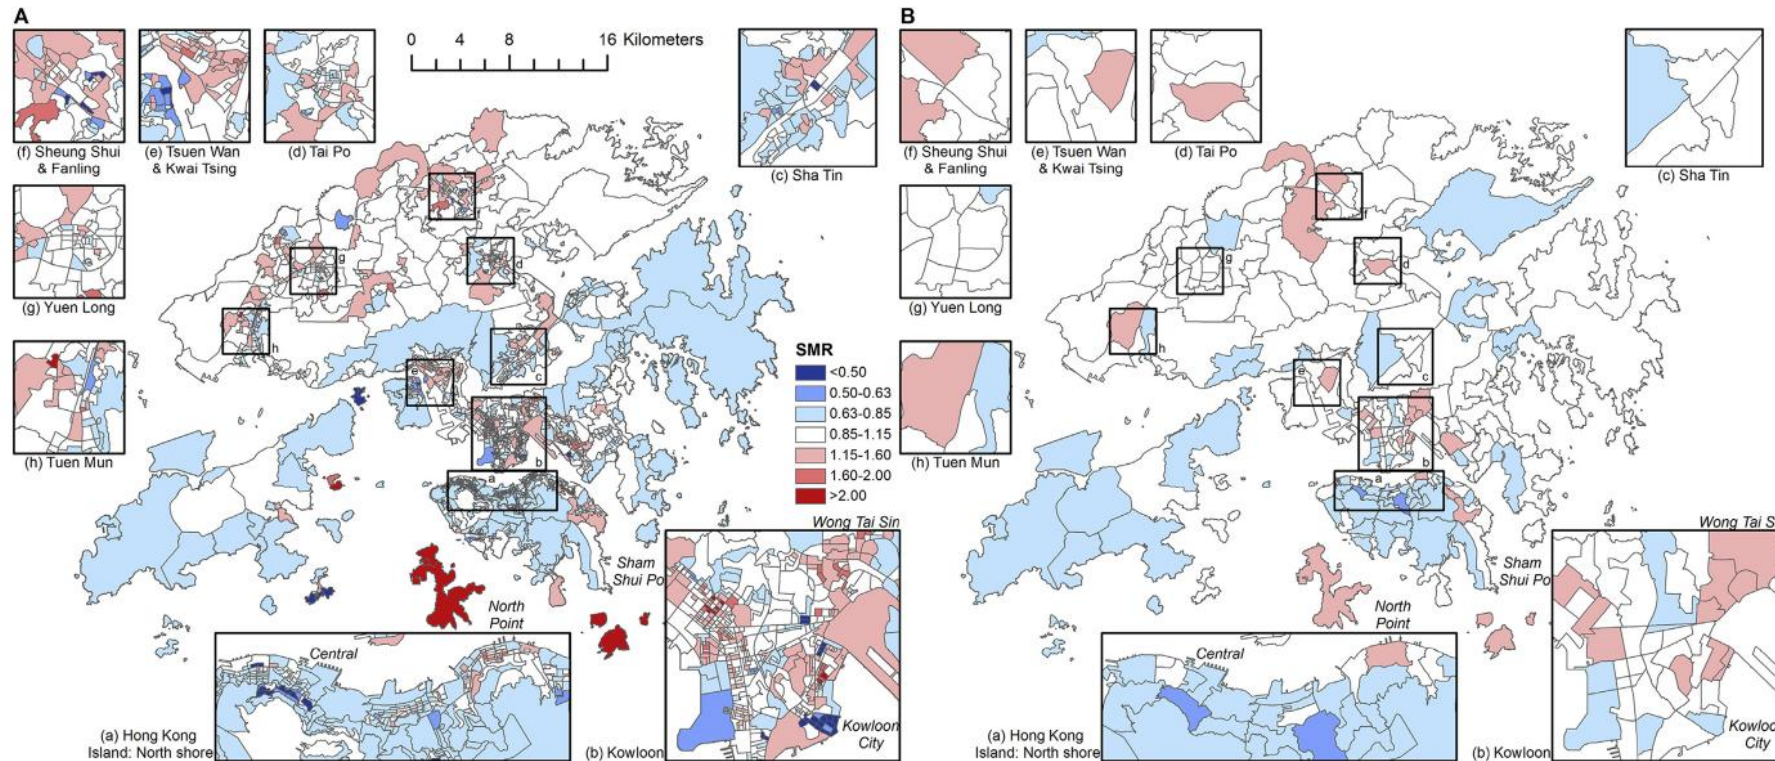 A
0 4 8 16 Kilometers
(f) Sheung Shui
& Fanling
(e) Tsuen Wan
& Kwai Tsing
(d) Tai Po
(c) Sha Tin
(g) Yuen Long
(h) Tuen Mun
f
g
d
h
e
c
b
a
SMR
<0.50
0.50-0.63
0.63-0.85
0.85-1.15
1.15-1.60
1.60-2.00
>2.00
Wong Tai Sin
Sham
Shui Po
North
Point
Central
Kowloon
City
(a) Hong Kong
Island: North shore
(b) Kowloon
B
(f) Sheung Shui
& Fanling
(e) Tsuen Wan
& Kwai Tsing
(d) Tai Po
(c) Sha Tin
(g) Yuen Long
(h) Tuen Mun
f
g
d
h
e
c
b
a
Wong Tai S
Sham
Shui Po
North
Point
Central
Kowloo
City
(a) Hong Kong
Island: North shore
(b) Kowloon